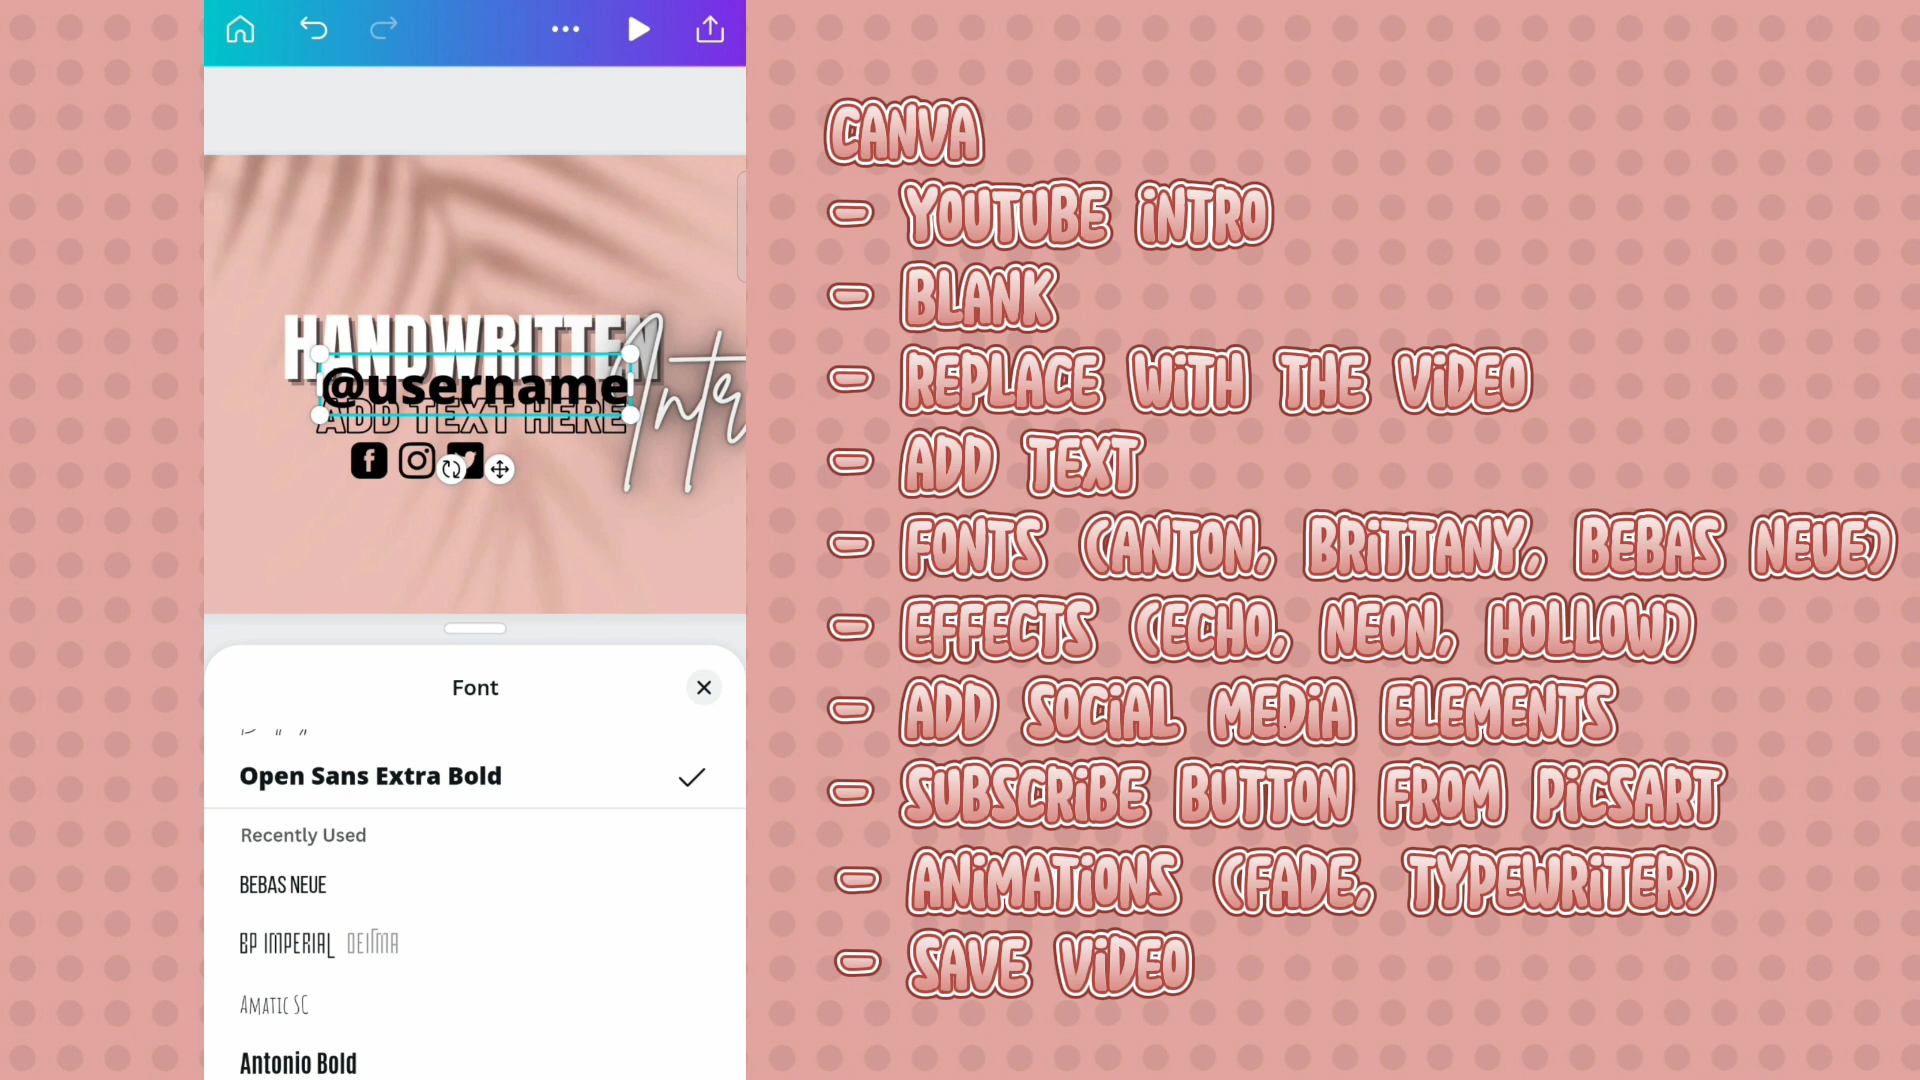 HANDWRITTEN
Intr
@username
ADD TEXT HERE
Font
Open Sans Extra Bold
Recently Used
BEBAS NEUE
BP IMPERIAL
AMATIC SC
Antonio Bold
CANVA
- YOUTUBE iNTRO
- BLANK
- REPLACE WiTH THE ViDEO
- ADD TEXT
- FONTS (ANTON, BRiTTANY, BEBAS NEUE)
- EFFECTS (ECHO, NEON, HOLLOW)
- ADD SOCiAL MEDiA ELEMENTS
- SUBSCRiBE BUTTON FROM PiCSART
- ANiMATiONS (FADE, TYPEWRiTER)
- SAVE ViDEO